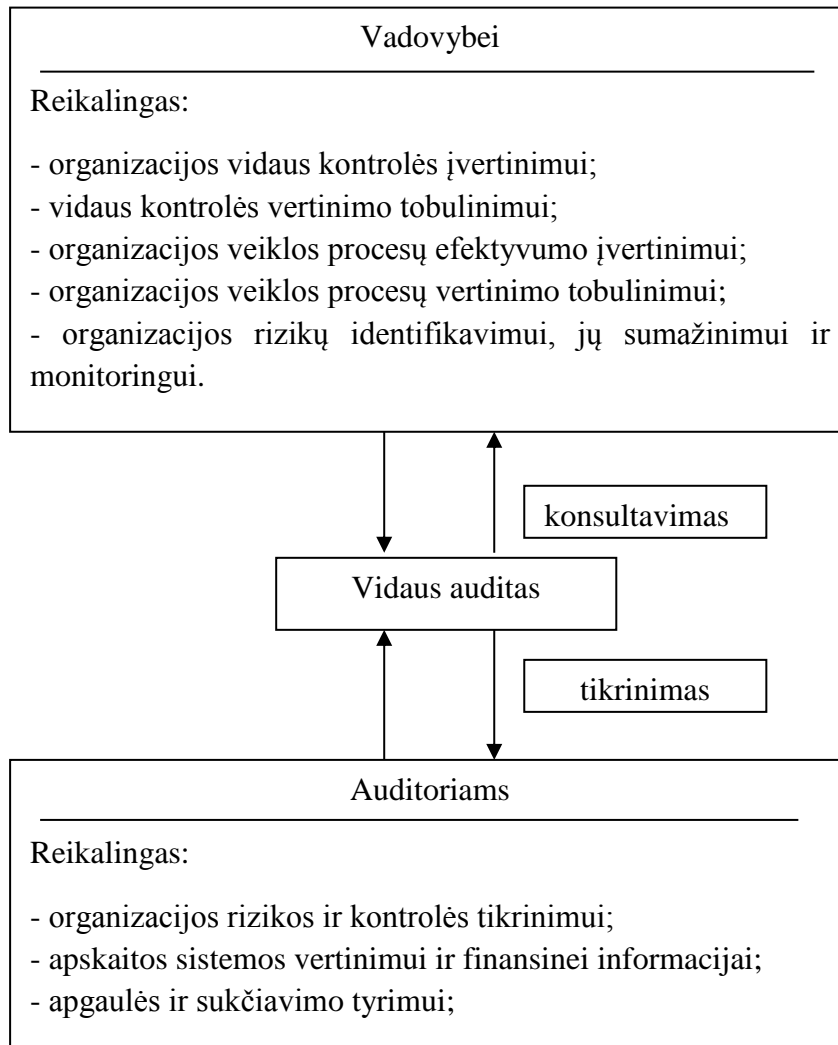 Vadovybei
Reikalingas:
- organizacijos vidaus kontrolės įvertinimui;
- vidaus kontrolės vertinimo tobulinimui;
- organizacijos veiklos procesų efektyvumo įvertinimui;
- organizacijos veiklos procesų vertinimo tobulinimui;
- organizacijos rizikų identifikavimui, jų sumažinimui ir
monitoringui.
konsultavimas
Vidaus auditas
tikrinimas
Auditoriams
Reikalingas:
- organizacijos rizikos ir kontrolės tikrinimui;
- apskaitos sistemos vertinimui ir finansinei informacijai;
- apgaulės ir sukčiavimo tyrimui;